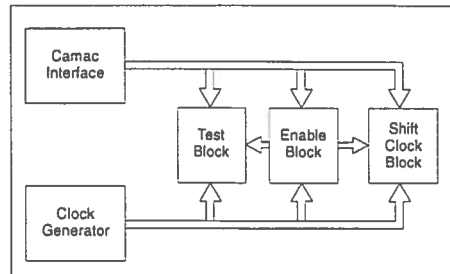 Camac
Interface
Test
Block
Enable
Block
Shift
Clock
Block
Clock
Generator